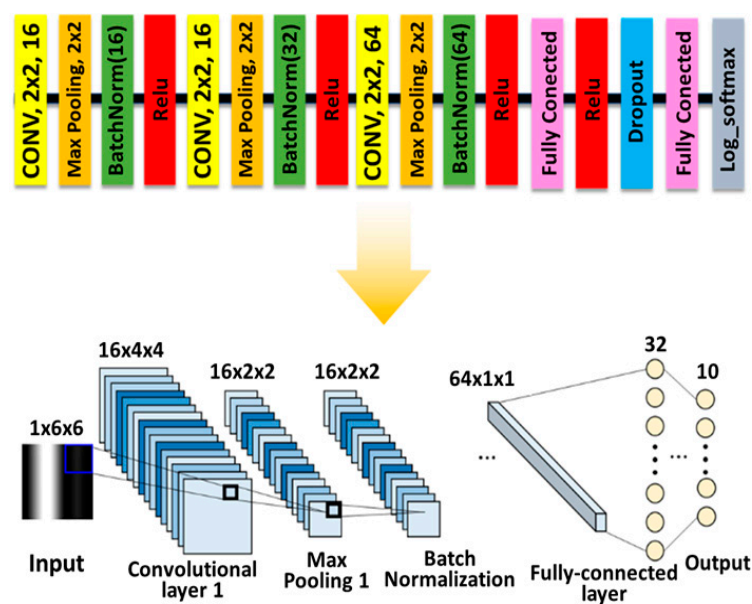 CONV, 2x2, 16
Max Pooling, 2x2
BatchNorm(16)
Relu
CONV, 2x2, 16
Max Pooling, 2x2
BatchNorm(32)
Relu
CONV, 2x2, 64
Max Pooling, 2x2
BatchNorm(64)
Relu
Fully Conected
Relu
Dropout
Fully Conected
Log_softmax
16x4x4
16x2x2
16x2x2
64x1x1
32
10
1x6x6
...
...
Input
Convolutional
layer 1
Max
Pooling 1
Batch
Normalization
Fully-connected
layer
Output